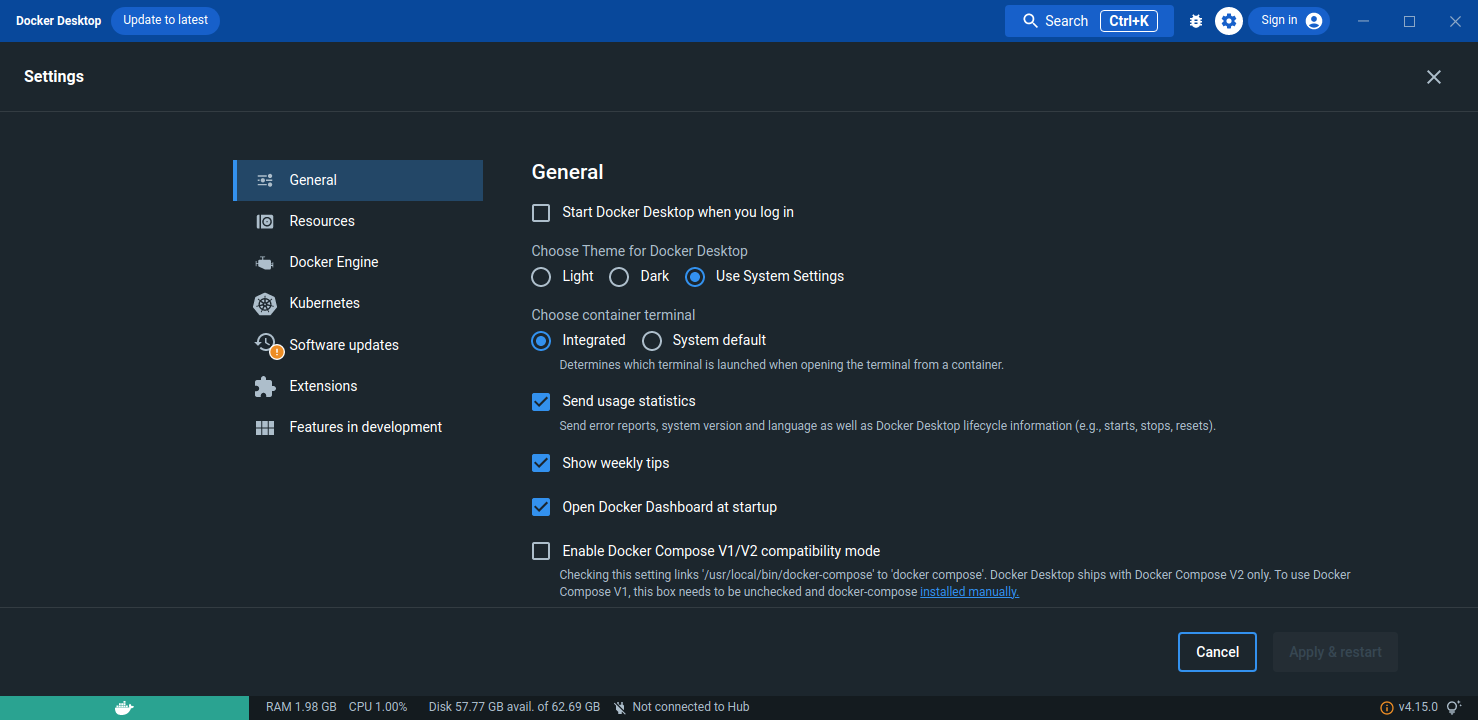 Docker Desktop
Update to latest
Search
Ctrl+K
Sign in
Settings
General
Resources
Docker Engine
Kubernetes
Software updates
Extensions
Features in development
General
Start Docker Desktop when you log in
Choose Theme for Docker Desktop
Light
Dark
Use System Settings
Choose container terminal
Integrated
System default
Determines which terminal is launched when opening the terminal from a container.
Send usage statistics
Send error reports, system version and language as well as Docker Desktop lifecycle information (e.g., starts, stops, resets).
Show weekly tips
Open Docker Dashboard at startup
Enable Docker Compose V1/V2 compatibility mode
Checking this setting links '/usr/local/bin/docker-compose' to 'docker compose'. Docker Desktop ships with Docker Compose V2 only. To use Docker
Compose V1, this box needs to be unchecked and docker-compose installed manually.
Cancel
Apply & restart
RAM 1.98 GB
CPU 1.00%
Disk 57.77 GB avail. of 62.69 GB
Not connected to Hub
v4.15.0